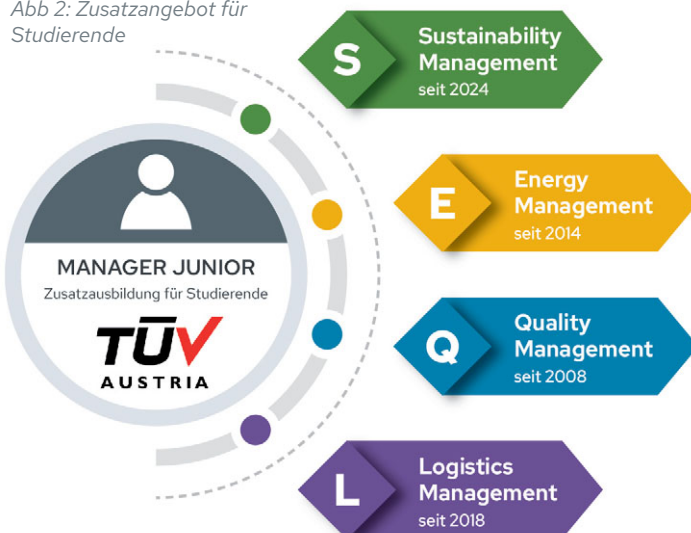 Abb 2: Zusatzangebot für
Studierende
S
Sustainability
Management
seit 2024
E
Energy
Management
seit 2014
MANAGER JUNIOR
Zusatzausbildung für Studierende
TÜV
AUSTRIA
Q
Quality
Management
seit 2008
L
Logistics
Management
seit 2018